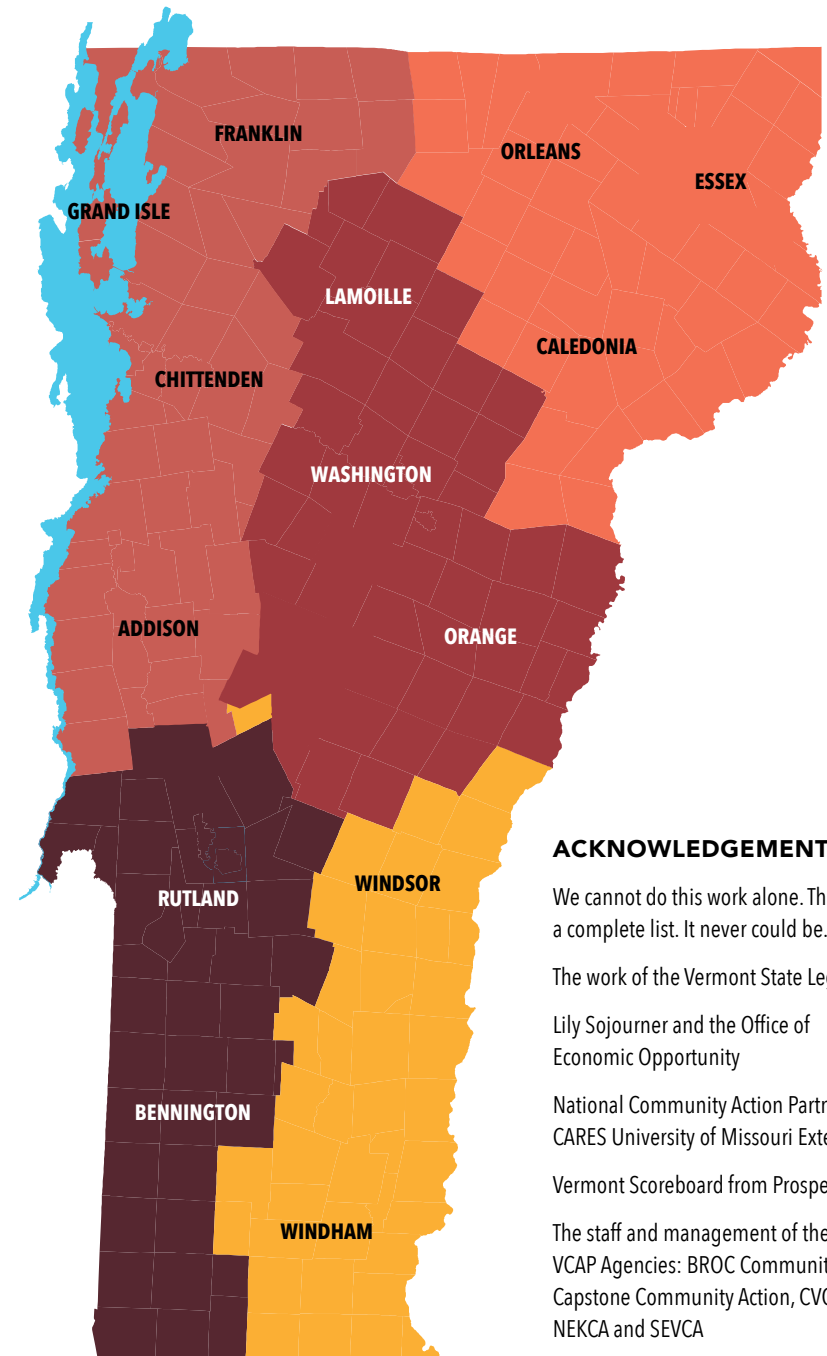 FRANKLIN
ORLEANS
ESSEX
GRAND ISLE
LAMOILLE
CALEDONIA
CHITTENDEN
WASHINGTON
ADDISON
ORANGE
RUTLAND
WINDSOR
BENNINGTON
WINDHAM
ACKNOWLEDGEMENT
We cannot do this work alone. Th
a complete list. It never could be.
The work of the Vermont State Le
Lily Sojourner and the Office of
Economic Opportunity
National Community Action Partn
CARES University of Missouri Exte
Vermont Scoreboard from Prospe
The staff and management of the
VCAP Agencies: BROC Communit
Capstone Community Action, CVO
NEKCA and SEVCA